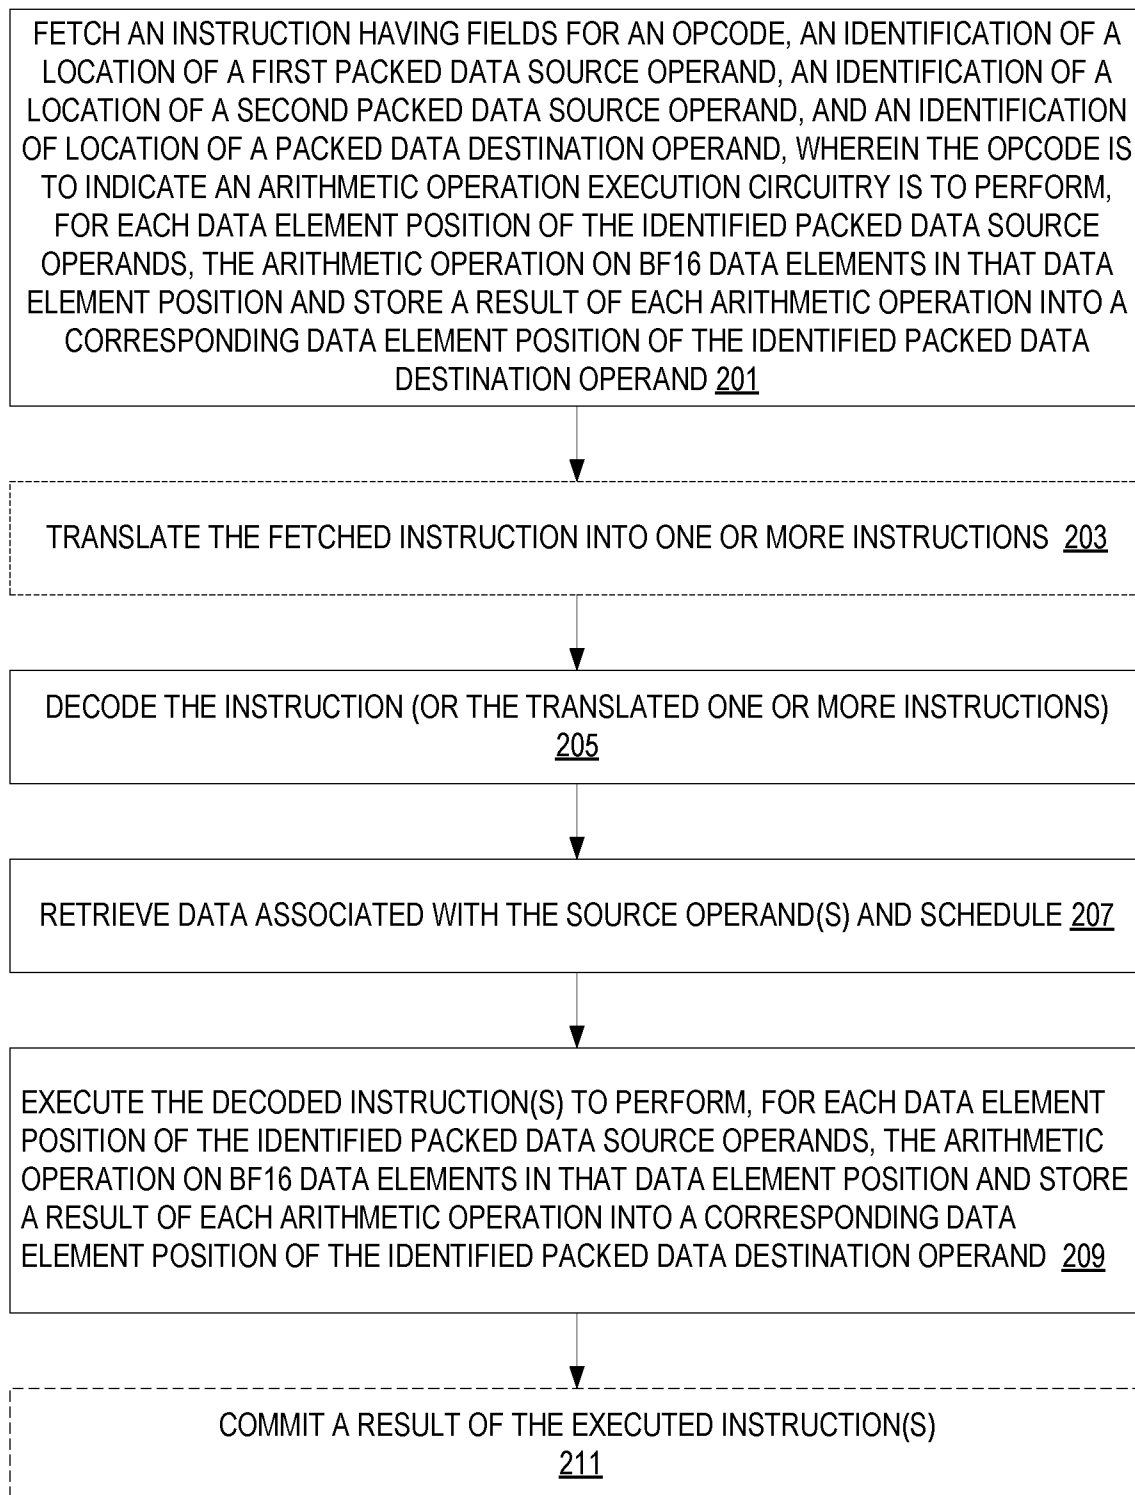 FETCH AN INSTRUCTION HAVING FIELDS FOR AN OPCODE, AN IDENTIFICATION OF A
LOCATION OF A FIRST PACKED DATA SOURCE OPERAND, AN IDENTIFICATION OF A
LOCATION OF A SECOND PACKED DATA SOURCE OPERAND, AND AN IDENTIFICATION
OF LOCATION OF A PACKED DATA DESTINATION OPERAND, WHEREIN THE OPCODE IS
TO INDICATE AN ARITHMETIC OPERATION EXECUTION CIRCUITRY IS TO PERFORM,
FOR EACH DATA ELEMENT POSITION OF THE IDENTIFIED PACKED DATA SOURCE
OPERANDS, THE ARITHMETIC OPERATION ON BF16 DATA ELEMENTS IN THAT DATA
ELEMENT POSITION AND STORE A RESULT OF EACH ARITHMETIC OPERATION INTO A
CORRESPONDING DATA ELEMENT POSITION OF THE IDENTIFIED PACKED DATA
DESTINATION OPERAND 201
TRANSLATE THE FETCHED INSTRUCTION INTO ONE OR MORE INSTRUCTIONS 203
DECODE THE INSTRUCTION (OR THE TRANSLATED ONE OR MORE INSTRUCTIONS)
205
RETRIEVE DATA ASSOCIATED WITH THE SOURCE OPERAND(S) AND SCHEDULE 207
EXECUTE THE DECODED INSTRUCTION(S) TO PERFORM, FOR EACH DATA ELEMENT
POSITION OF THE IDENTIFIED PACKED DATA SOURCE OPERANDS, THE ARITHMETIC
OPERATION ON BF16 DATA ELEMENTS IN THAT DATA ELEMENT POSITION AND STORE
A RESULT OF EACH ARITHMETIC OPERATION INTO A CORRESPONDING DATA
ELEMENT POSITION OF THE IDENTIFIED PACKED DATA DESTINATION OPERAND 209
COMMIT A RESULT OF THE EXECUTED INSTRUCTION(S)
211